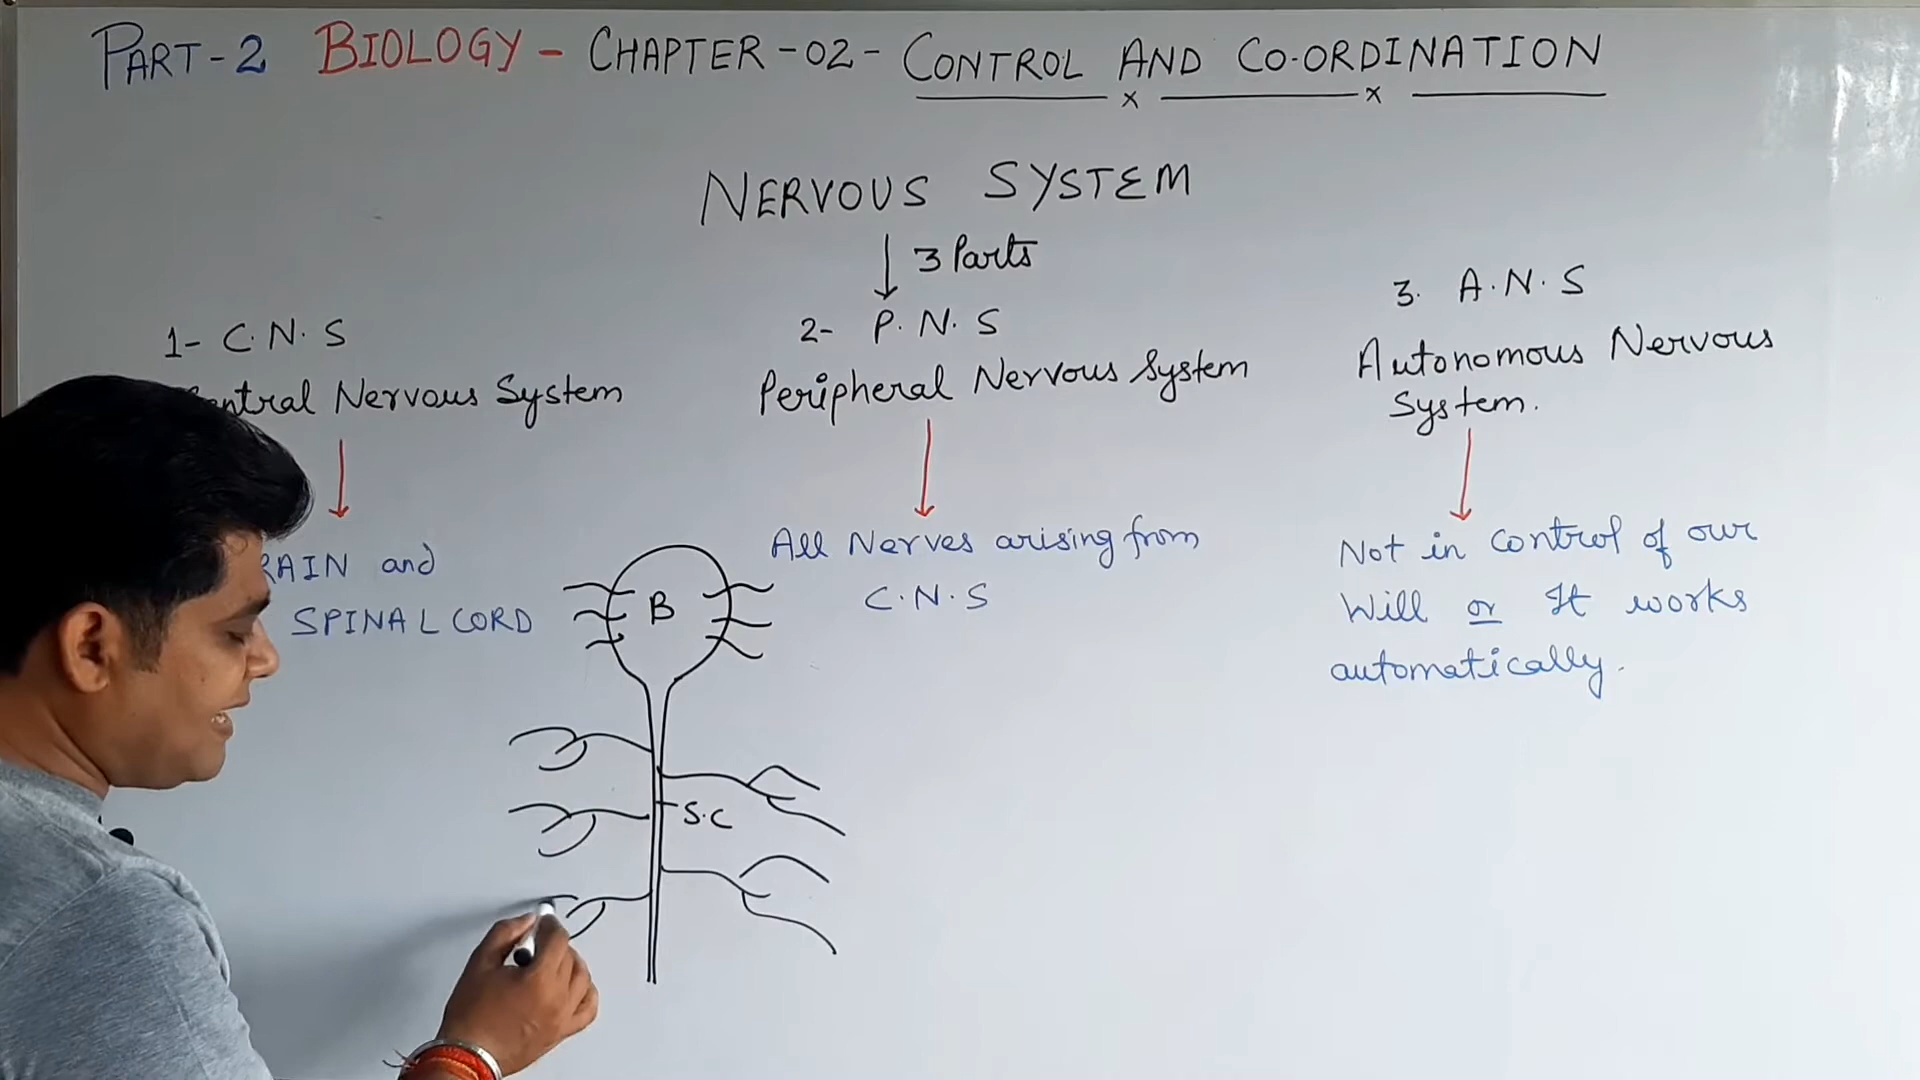 PART-2 BIOLOGY - CHAPTER-02- CONTROL AND CO-ORDINATION
NERVOUS SYSTEM
3 Parts
1- C.N.S
Nervous System
BRAIN and
SPINAL CORD
2- P.N.S
Peripheral Nervous System
All Nerves arising from
C.N.S
3. A.N.S
Autonomous Nervous
System.
Not in control of our
Will or It works
automatically.
B
S.C